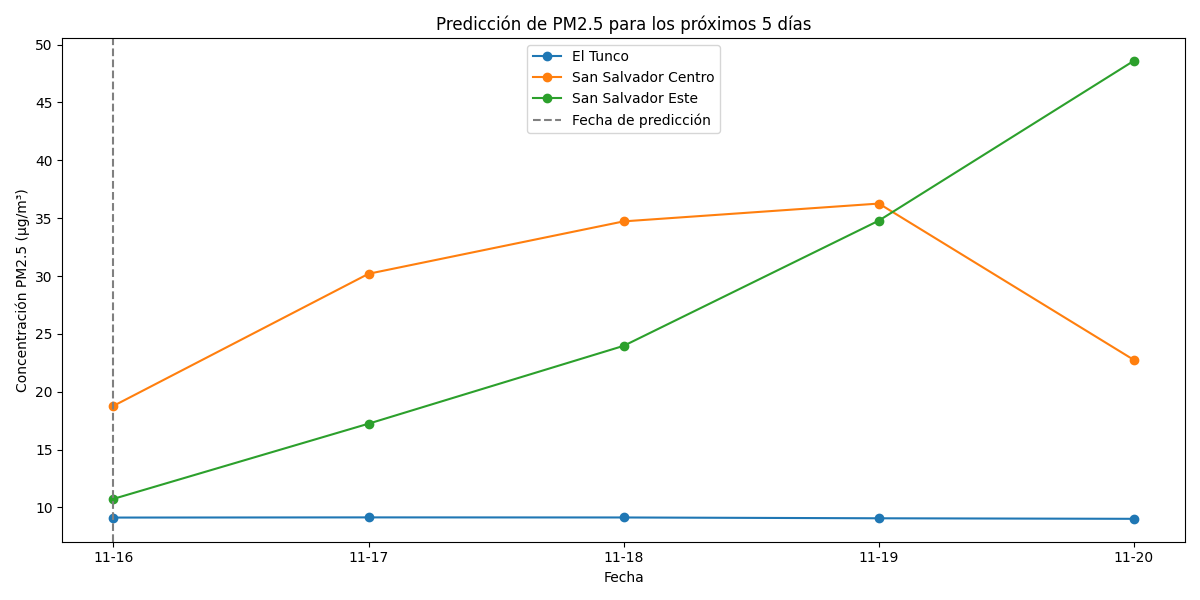 Predicción de PM2.5 para los próximos 5 días
El Tunco
San Salvador Centro
San Salvador Este
Fecha de predicción
Concentración PM2.5 (µg/m³)
50
45
40
35
30
25
20
15
10
11-16
11-17
11-18
11-19
11-20
Fecha